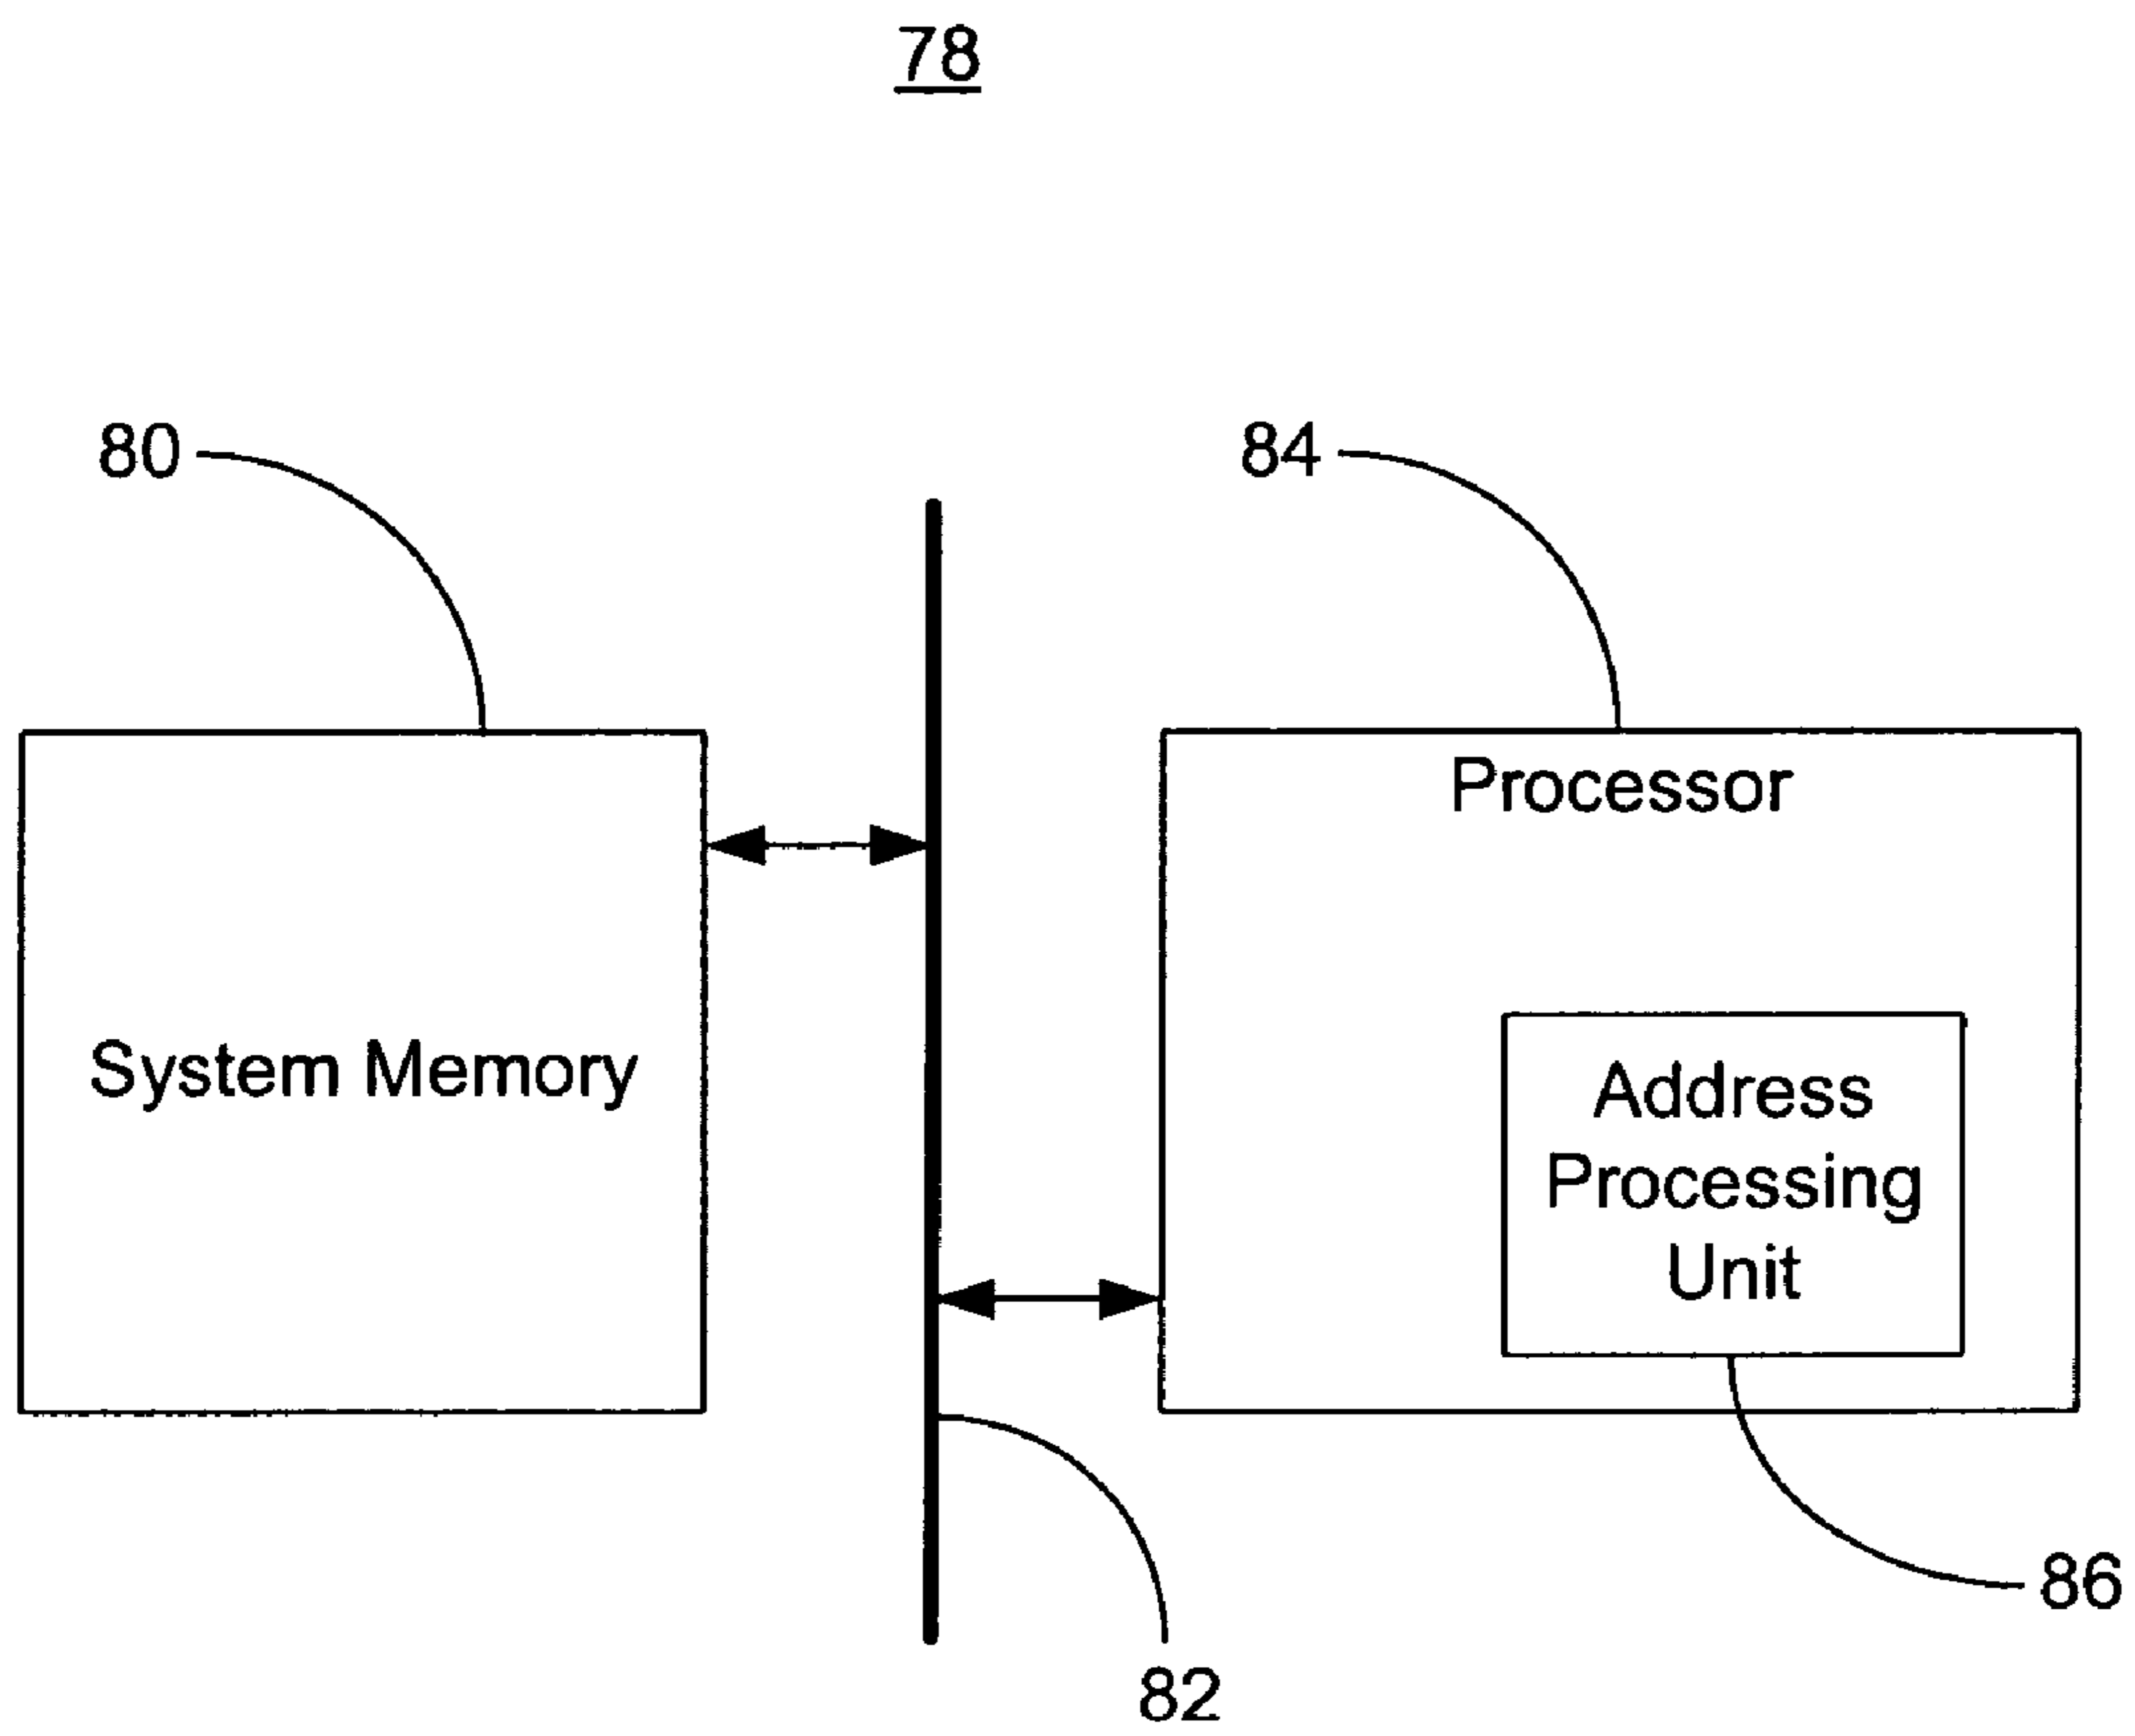 78
80
84
Processor
System Memory
Address
Processing
Unit
86
82